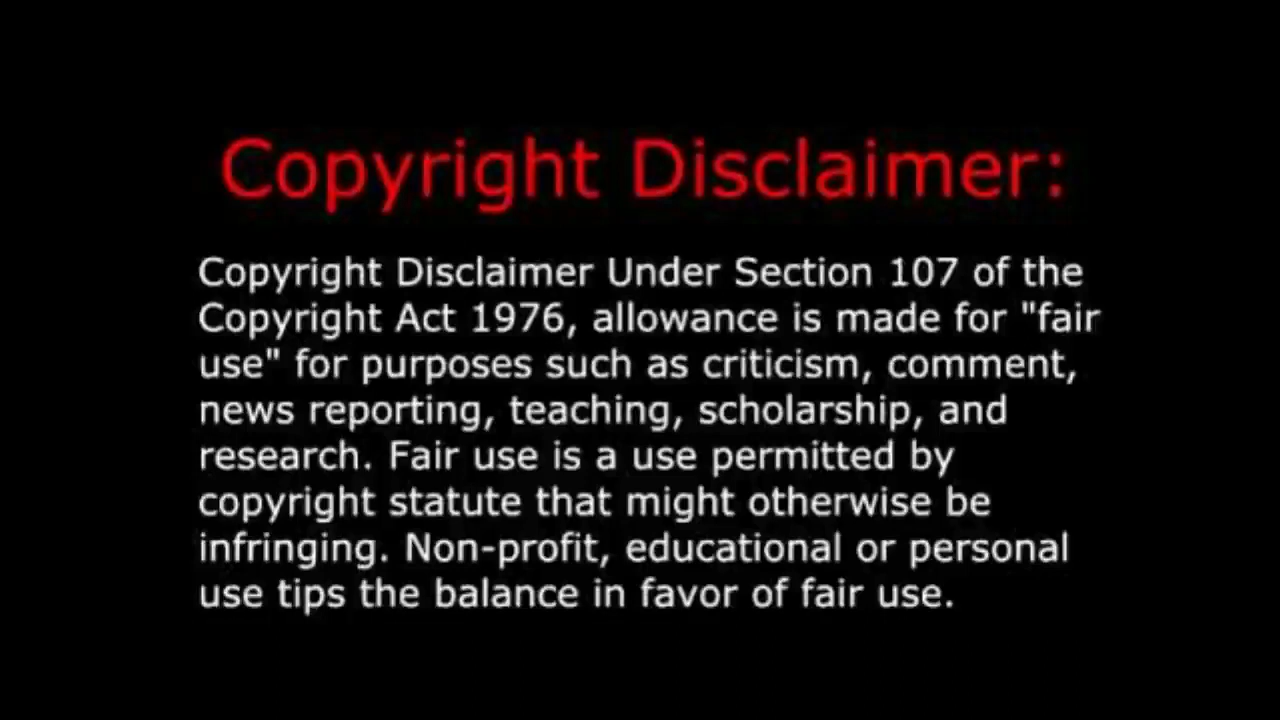 Copyright Disclaimer:
Copyright Disclaimer Under Section 107 of the
Copyright Act 1976, allowance is made for "fair
use" for purposes such as criticism, comment,
news reporting, teaching, scholarship, and
research. Fair use is a use permitted by
copyright statute that might otherwise be
infringing. Non-profit, educational or personal
use tips the balance in favor of fair use.